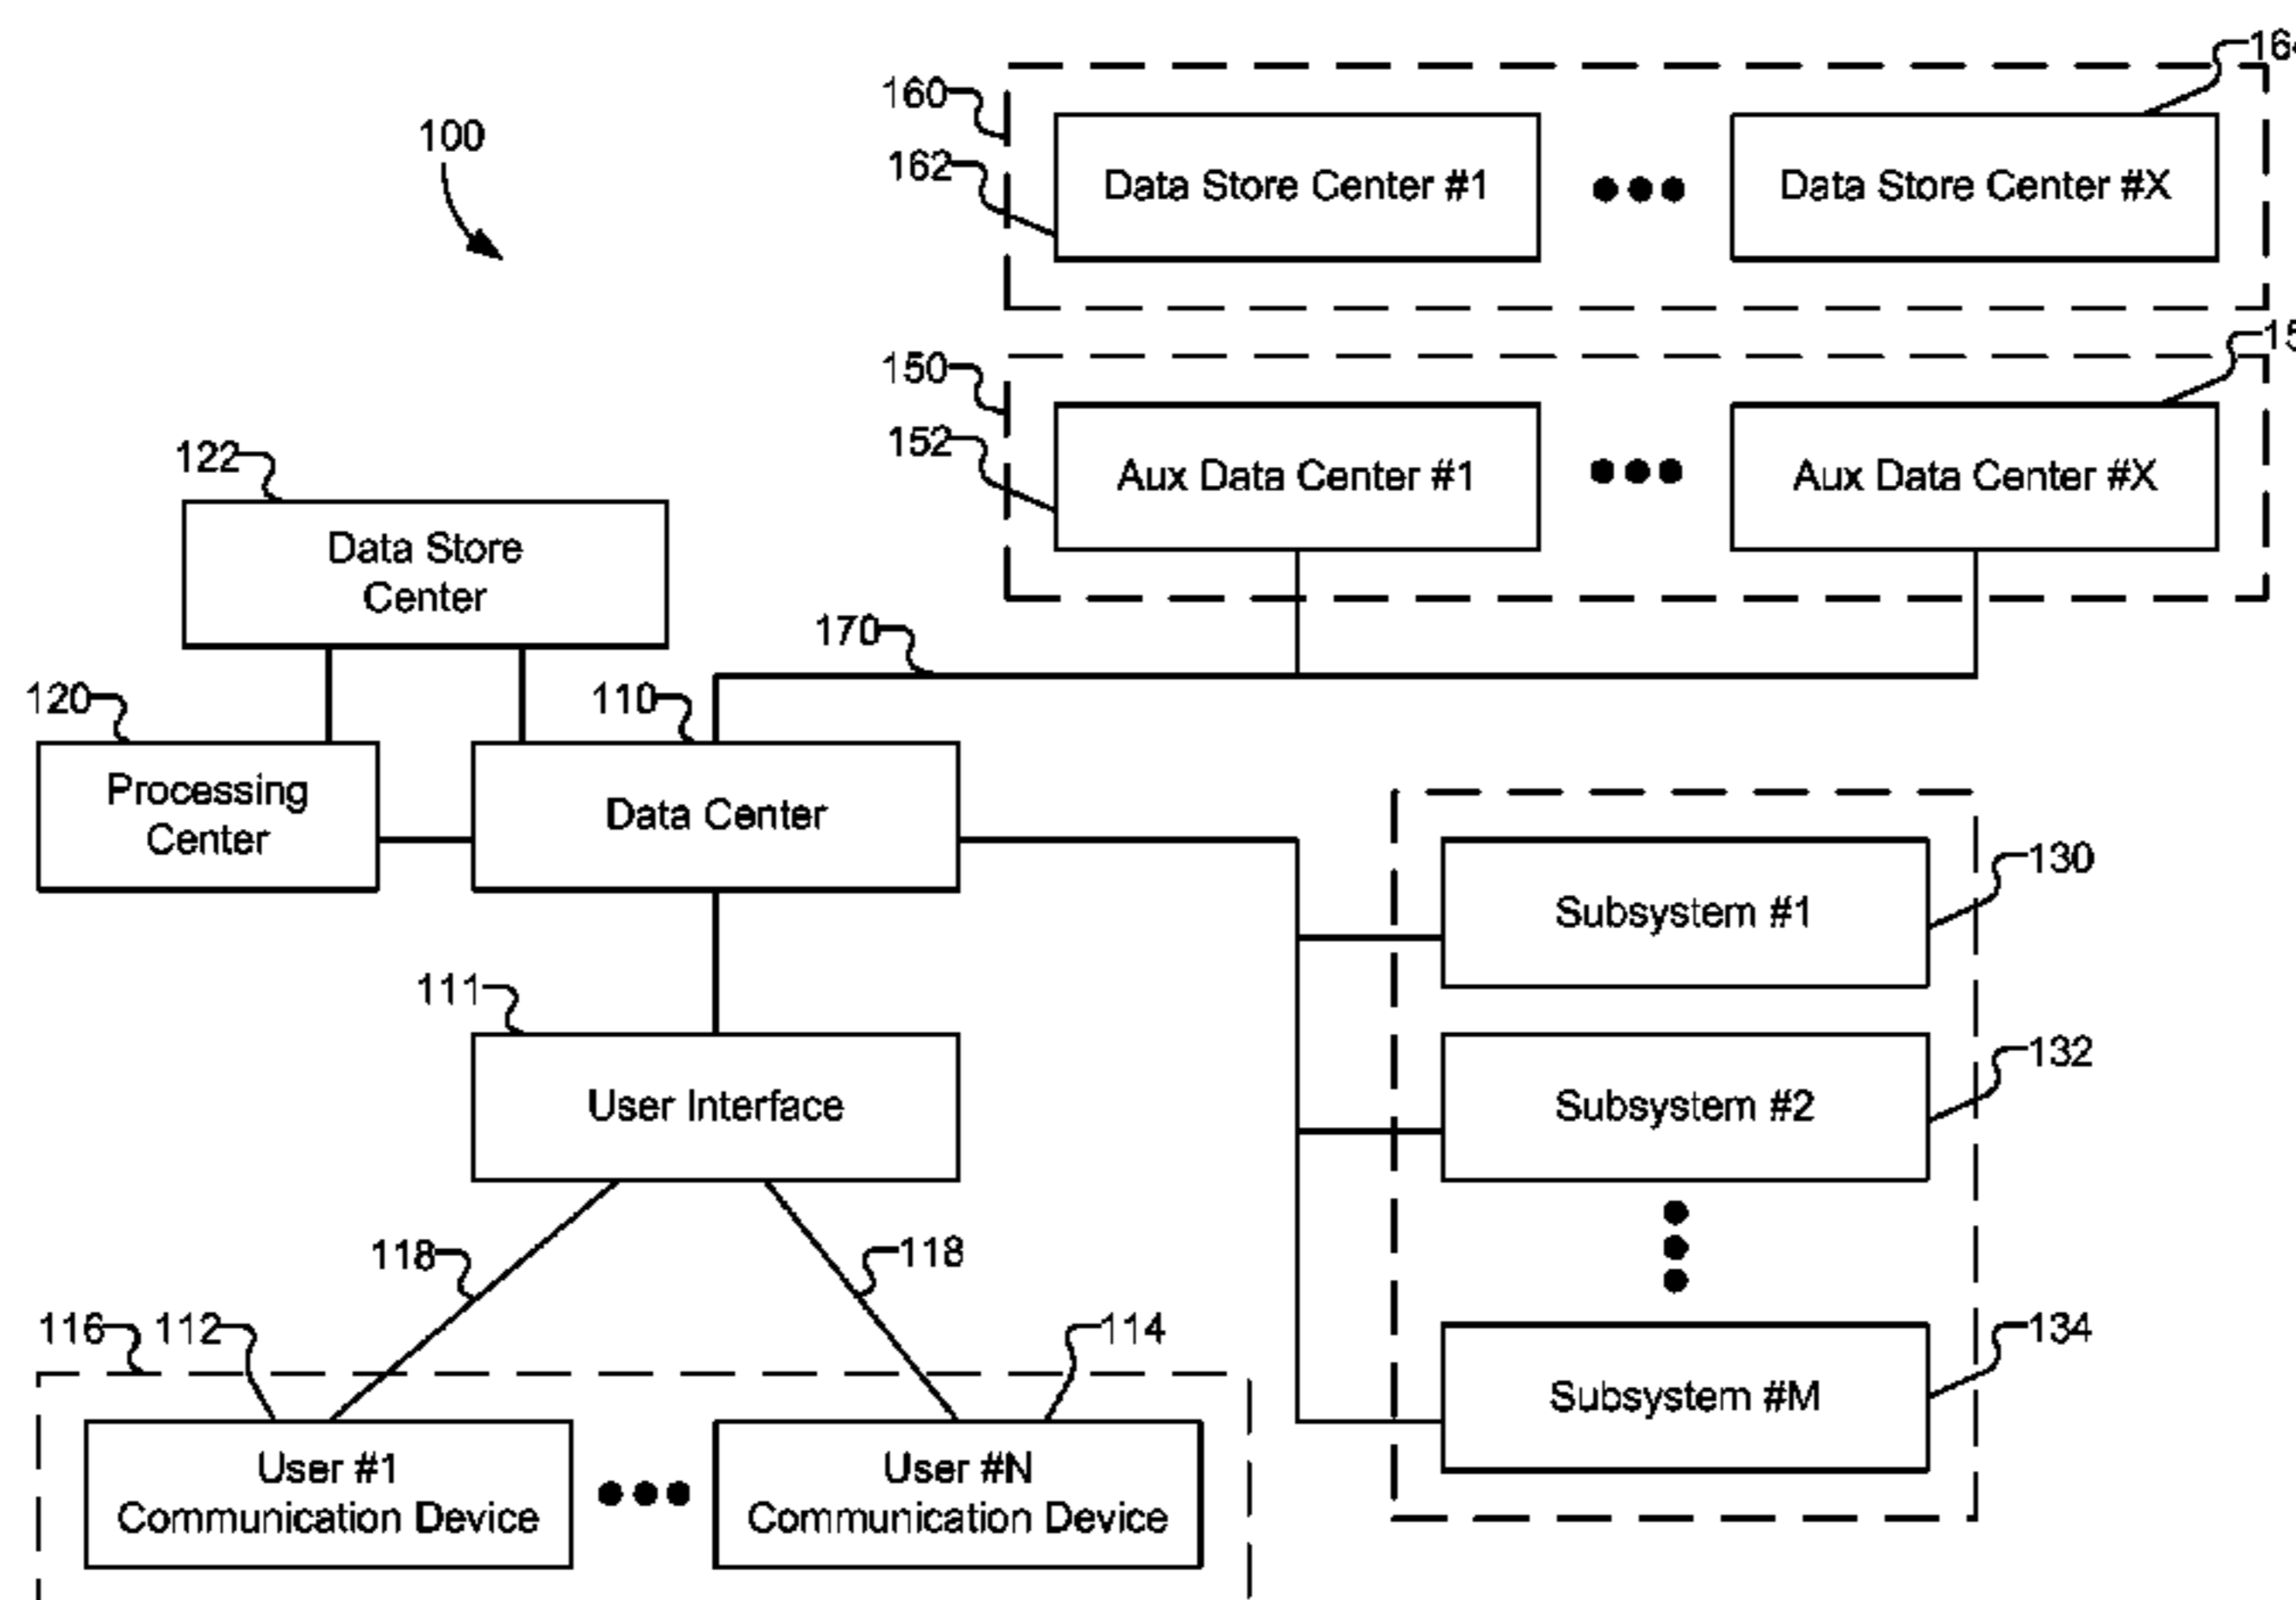 164
160
100
162
Data Store Center #1
Data Store Center #X
150
152
Aux Data Center #1
Aux Data Center #X
122
Data Store
Center
170
120
110
Processing
Center
Data Center
130
Subsystem #1
111
132
User Interface
Subsystem #2
118
118
116
112
114
134
Subsystem #M
User #1
Communication Device
User #N
Communication Device